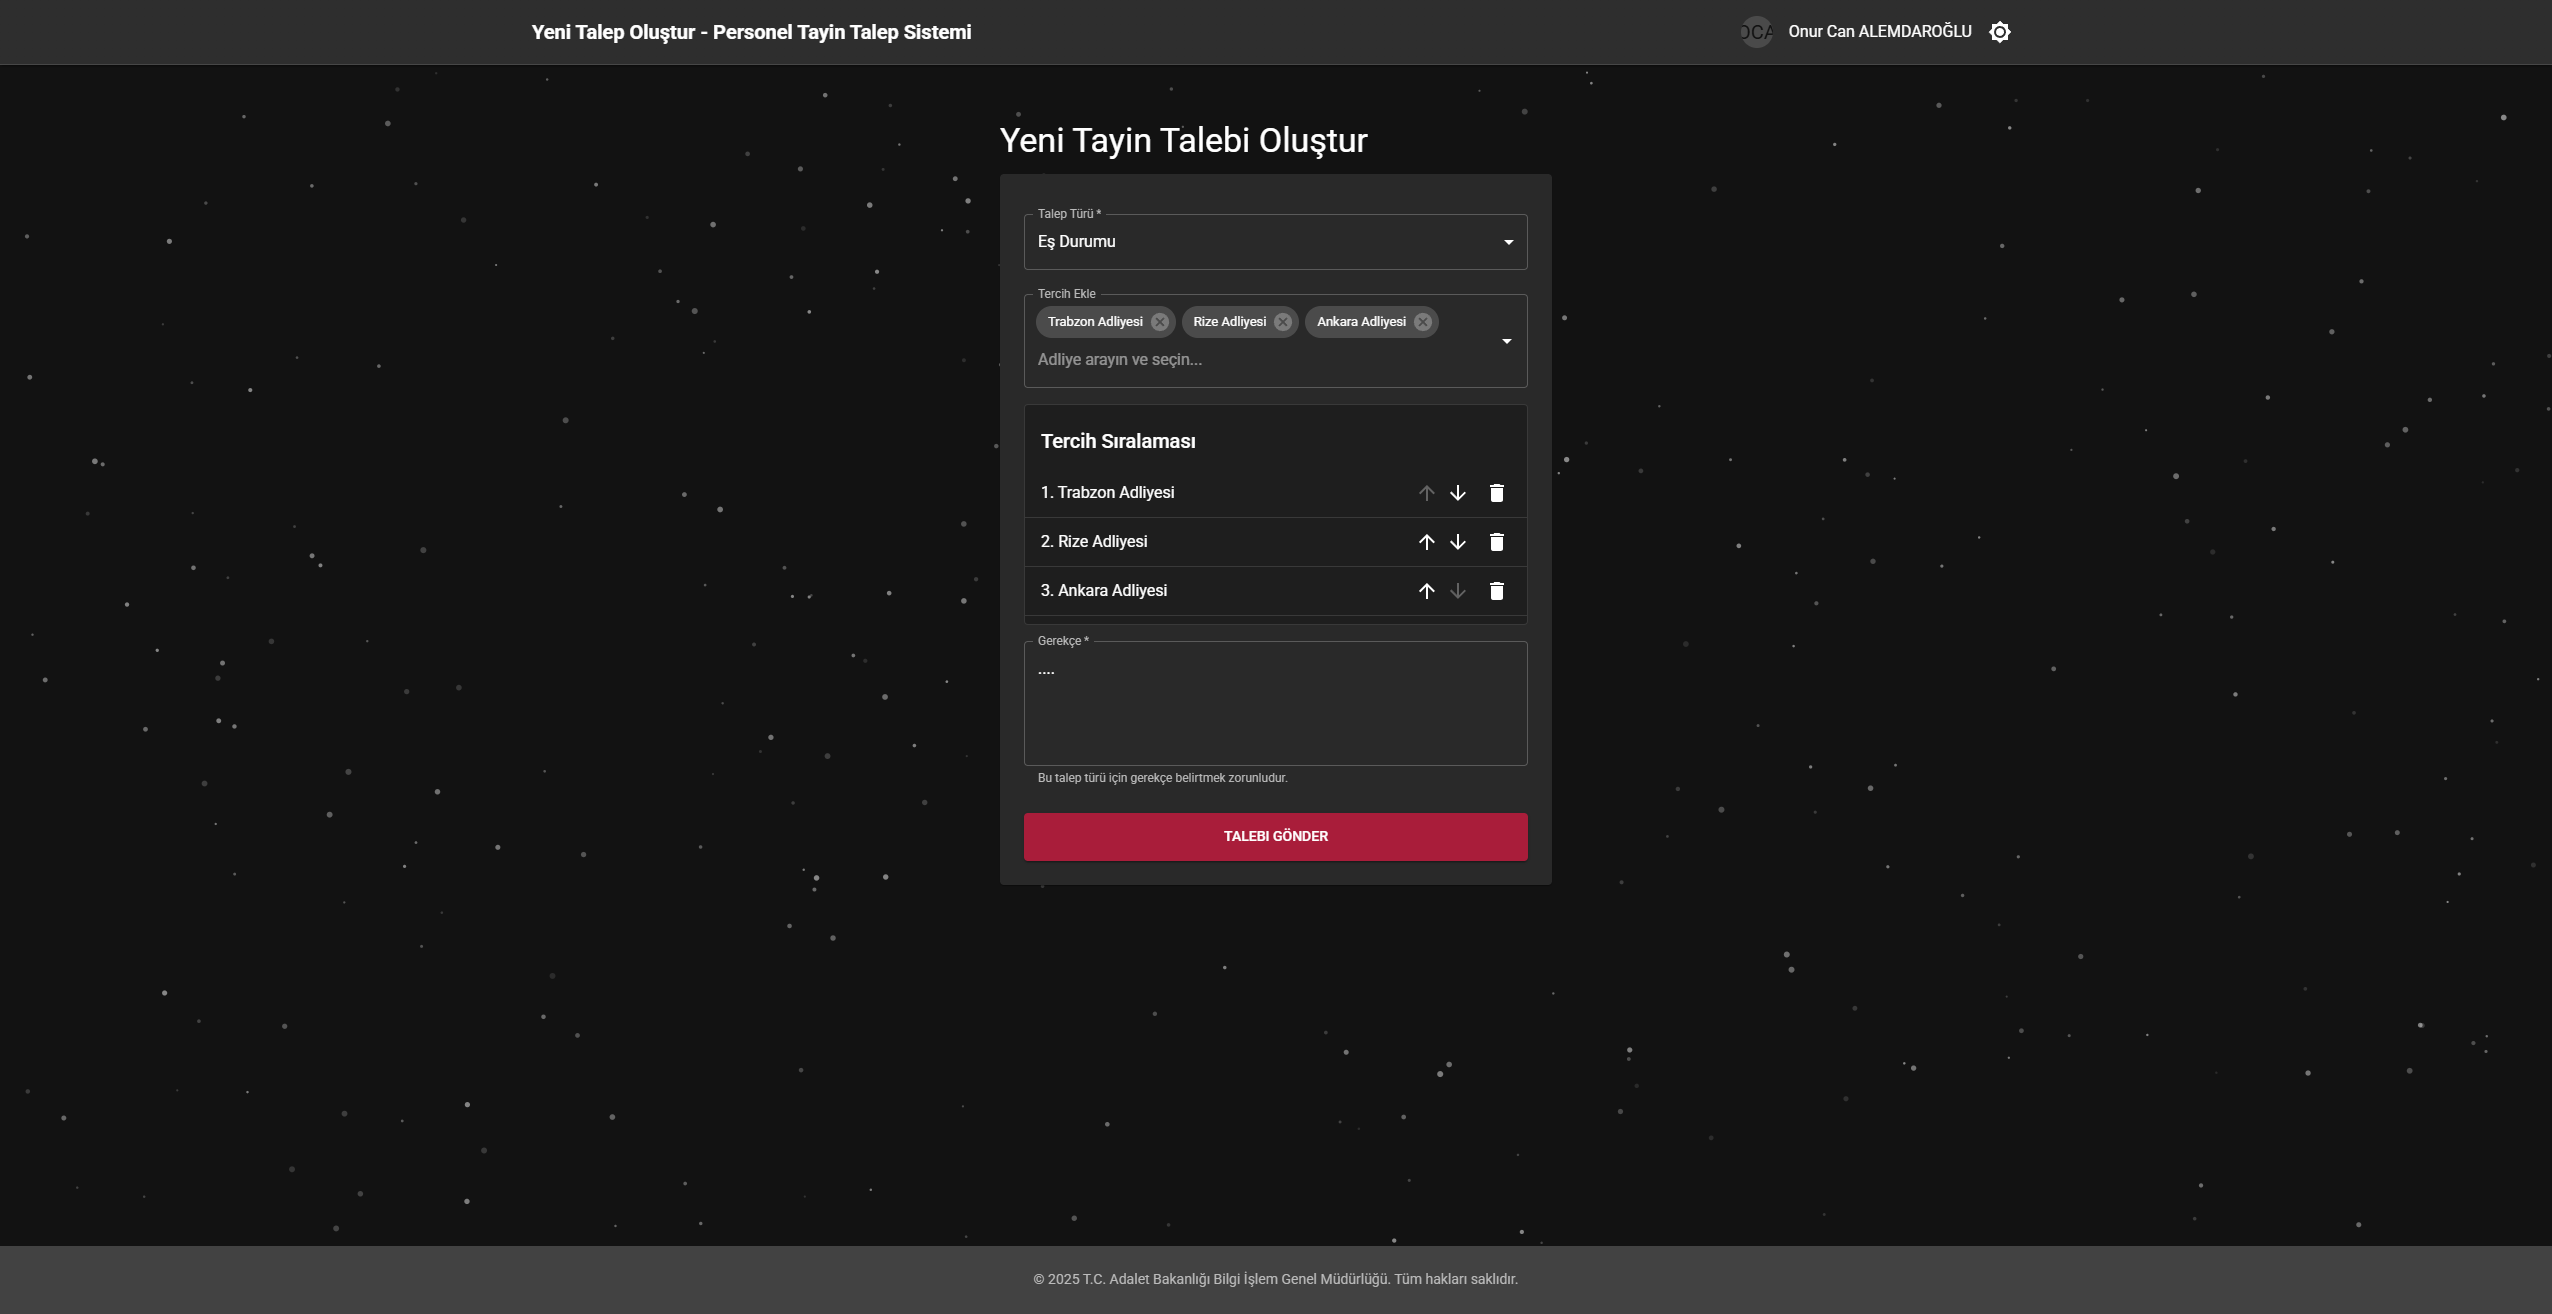 Yeni Talep Oluştur - Personel Tayin Talep Sistemi
OCA Onur Can ALEMDAROĞLU
Yeni Tayin Talebi Oluştur
Talep Türü *
Eş Durumu
Tercih Ekle
Trabzon Adliyesi Rize Adliyesi Ankara Adliyesi
Adliye arayın ve seçin...
Tercih Sıralaması
1. Trabzon Adliyesi
2. Rize Adliyesi
3. Ankara Adliyesi
Gerekçe *
....
Bu talep türü için gerekçe belirtmek zorunludur.
TALEBI GÖNDER
© 2025 T.C. Adalet Bakanlığı Bilgi İşlem Genel Müdürlüğü. Tüm hakları saklıdır.